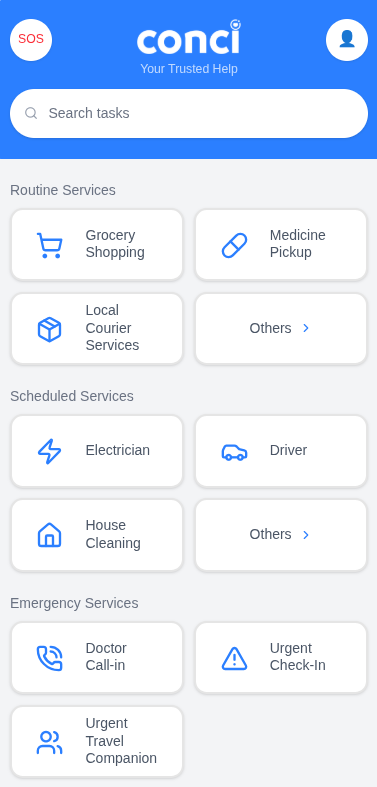 SOS
conci
Your Trusted Help
Search tasks
Routine Services
Grocery
Shopping
Medicine
Pickup
Local
Courier
Services
Others
Scheduled Services
Electrician
Driver
House
Cleaning
Others
Emergency Services
Doctor
Call-in
Urgent
Check-In
Urgent
Travel
Companion